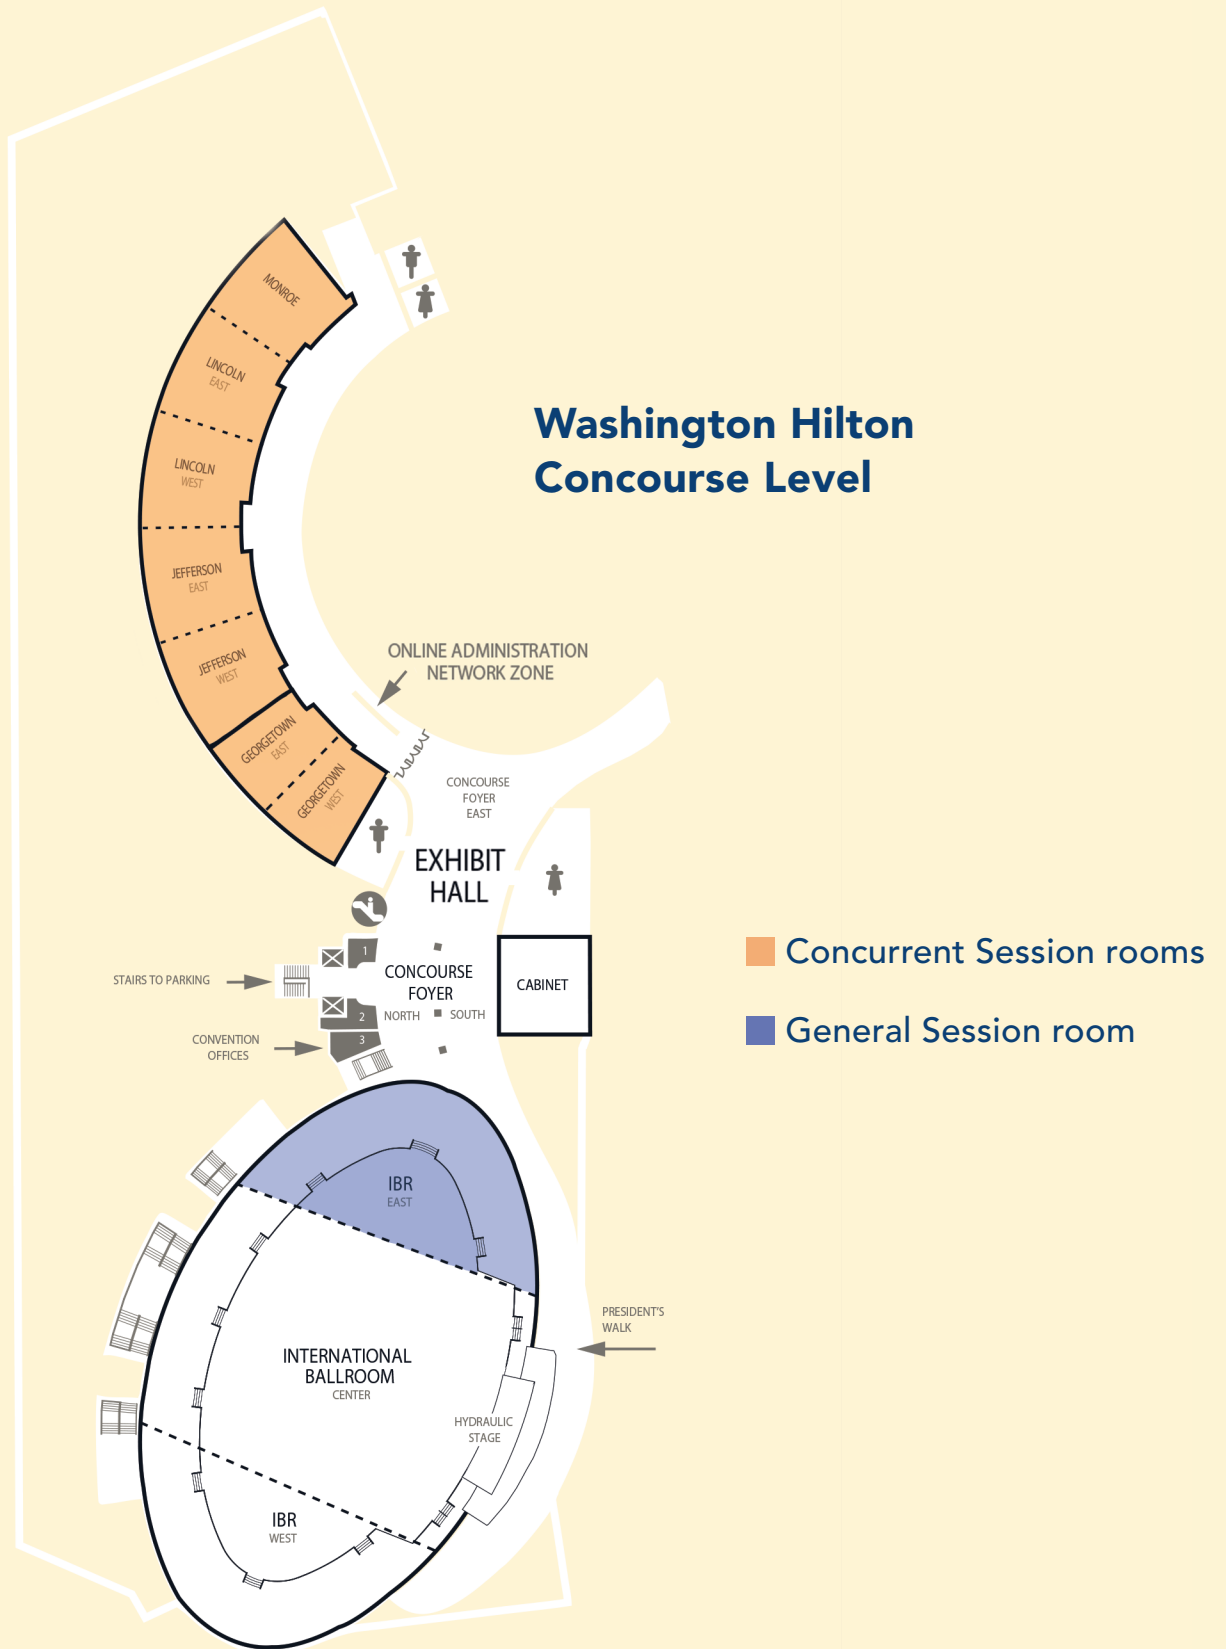 MONROE
LINCOLN
EAST
LINCOLN
WEST
Washington Hilton
Concourse Level
JEFFERSON
EAST
JEFFERSON
WEST
ONLINE ADMINISTRATION
NETWORK ZONE
GEORGETOWN
EAST
GEORGETOWN
WEST
CONCOURSE
FOYER
EAST
EXHIBIT
HALL
1
STAIRS TO PARKING
CONCOURSE
FOYER
CABINET
Concurrent Session rooms
2
NORTH
SOUTH
General Session room
3
CONVENTION
OFFICES
IBR
EAST
PRESIDENT'S
WALK
INTERNATIONAL
BALLROOM
CENTER
HYDRAULIC
STAGE
IBR
WEST